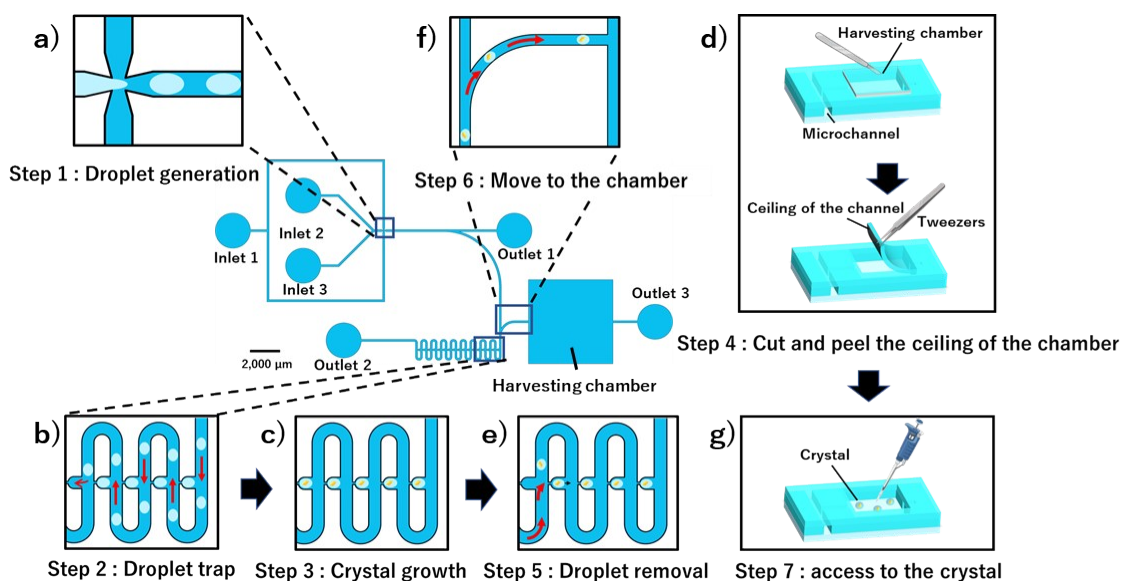 a)
Step 1 : Droplet generation
f)
Step 6 : Move to the chamber
d)
Harvesting chamber
Microchannel
Ceiling of the channel
Tweezers
Step 4 : Cut and peel the ceiling of the chamber
Inlet 1
Inlet 2
Inlet 3
Outlet 1
Outlet 3
Outlet 2
2,000 μm
Harvesting chamber
b)
Step 2 : Droplet trap
c)
Step 3 : Crystal growth
e)
Step 5 : Droplet removal
g)
Crystal
Step 7 : access to the crystal